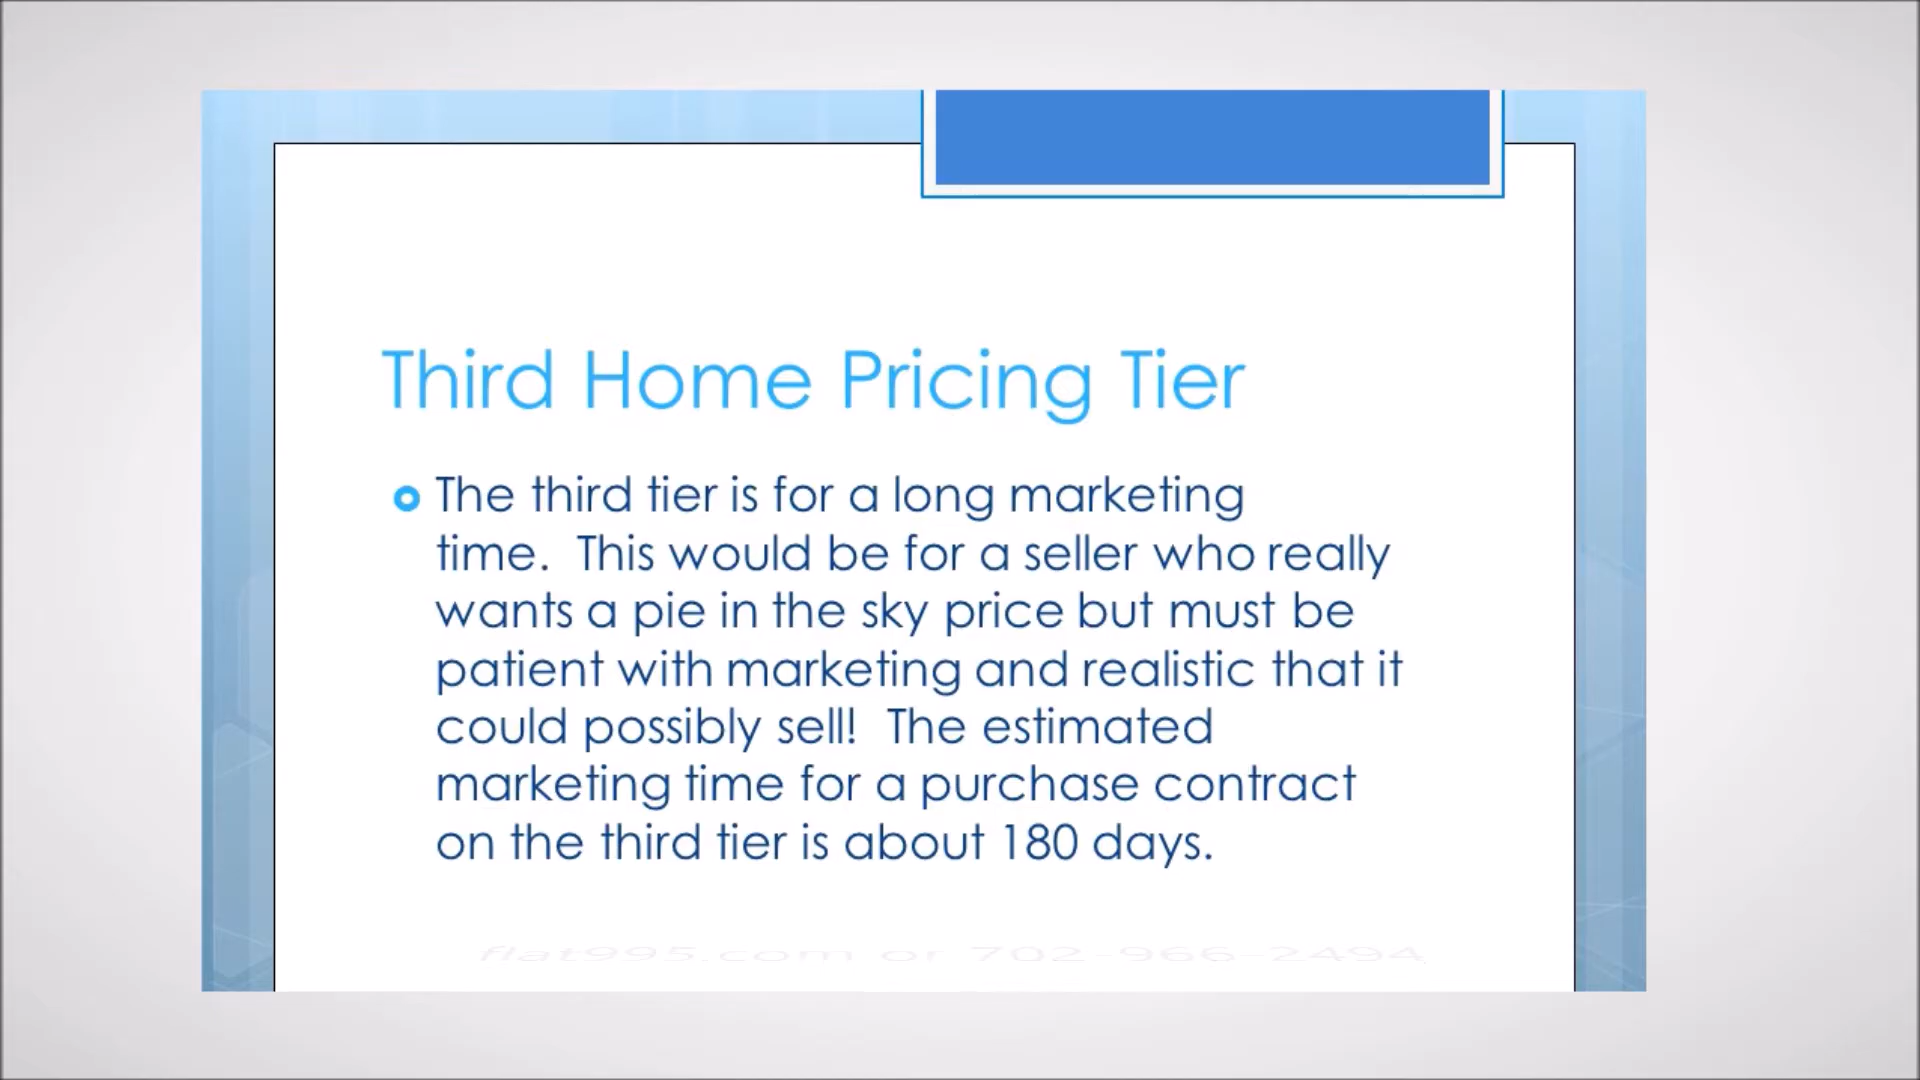 Third Home Pricing Tier
The third tier is for a long marketing
time.  This would be for a seller who really
wants a pie in the sky price but must be
patient with marketing and realistic that it
could possibly sell!  The estimated
marketing time for a purchase contract
on the third tier is about 180 days.
flat995.com or 702-966-2494